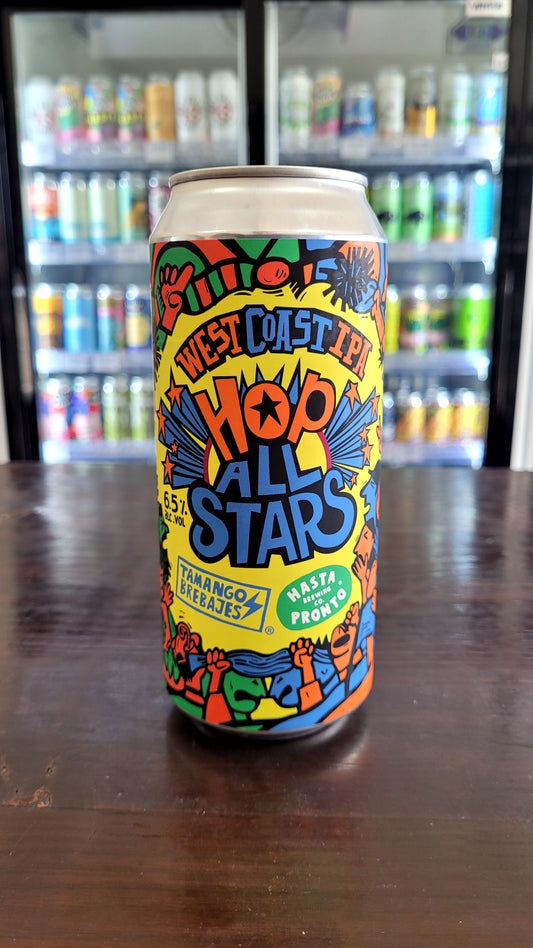 WEST COAST IPA
HOP
ALL
STARS
6.5%
ALC.VOL
TAMANGO
BREBAJES
®
HASTA
BREWING
CO.
PRONTO
®